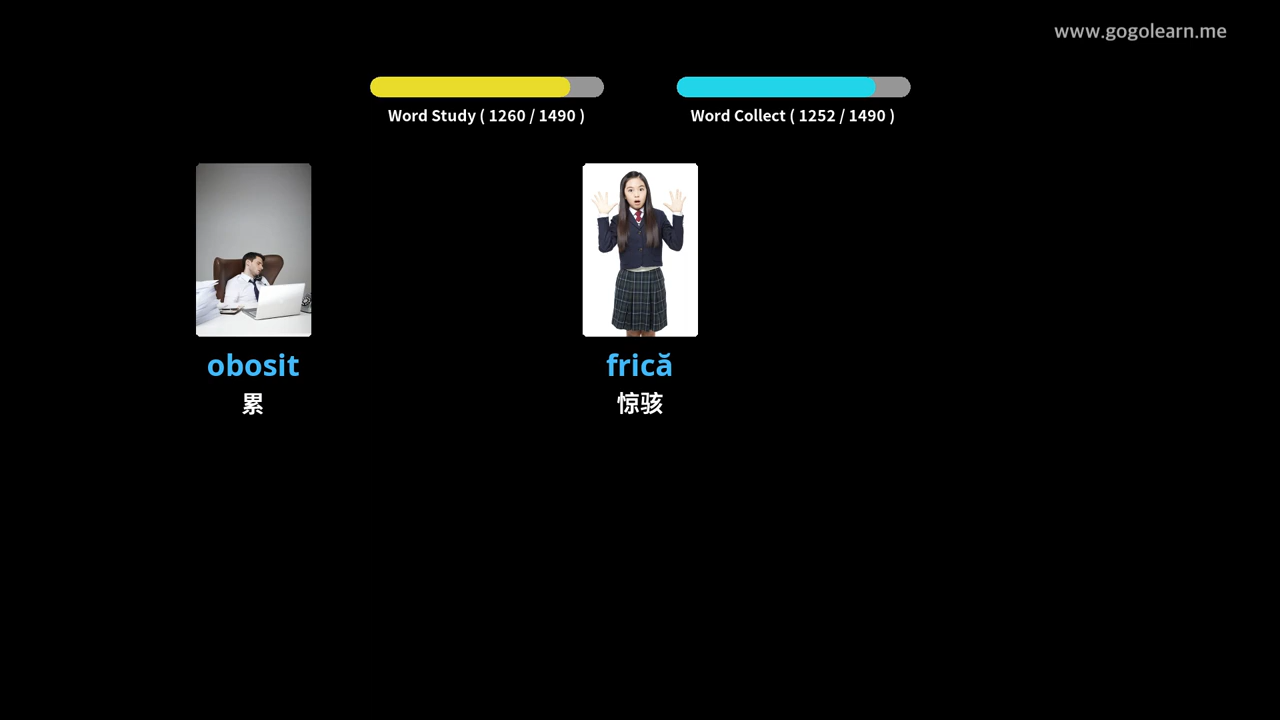 www.gogolearn.me
Word Study ( 1260 / 1490 )
Word Collect ( 1252 / 1490 )
obosit
累
frică
惊骇